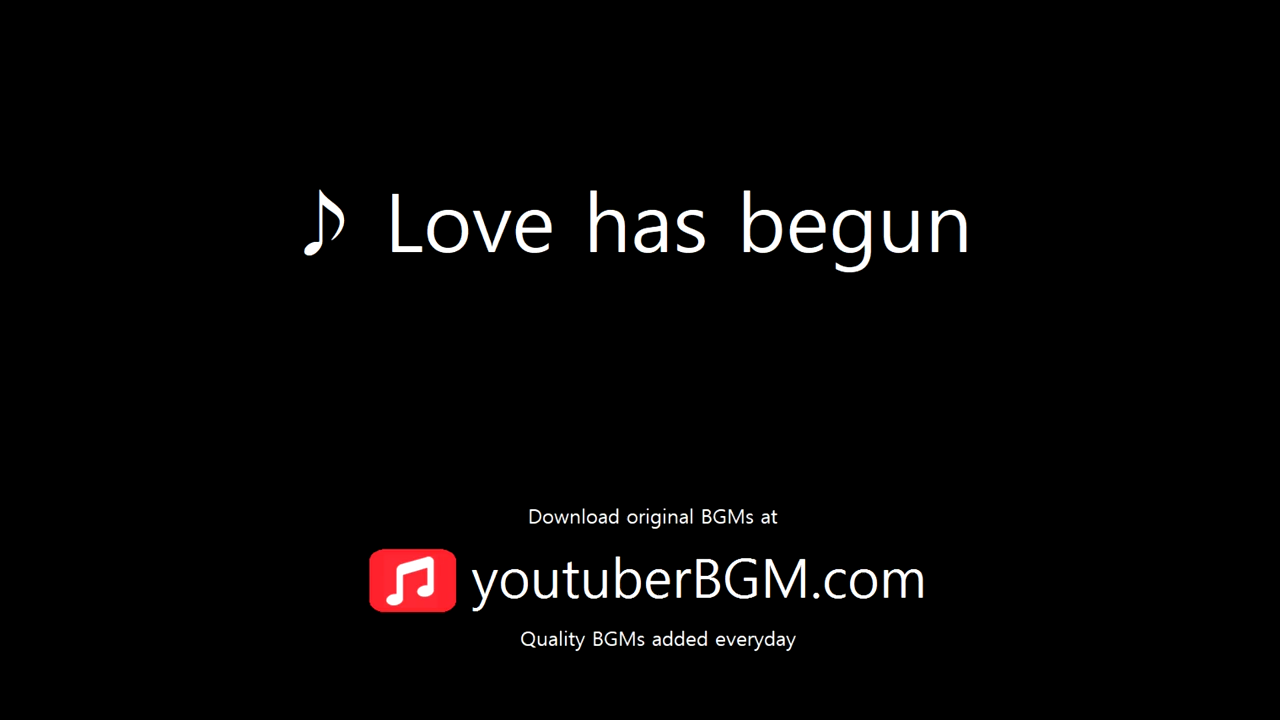 ♪ Love has begun
Download original BGMs at
youtuberBGM.com
Quality BGMs added everyday